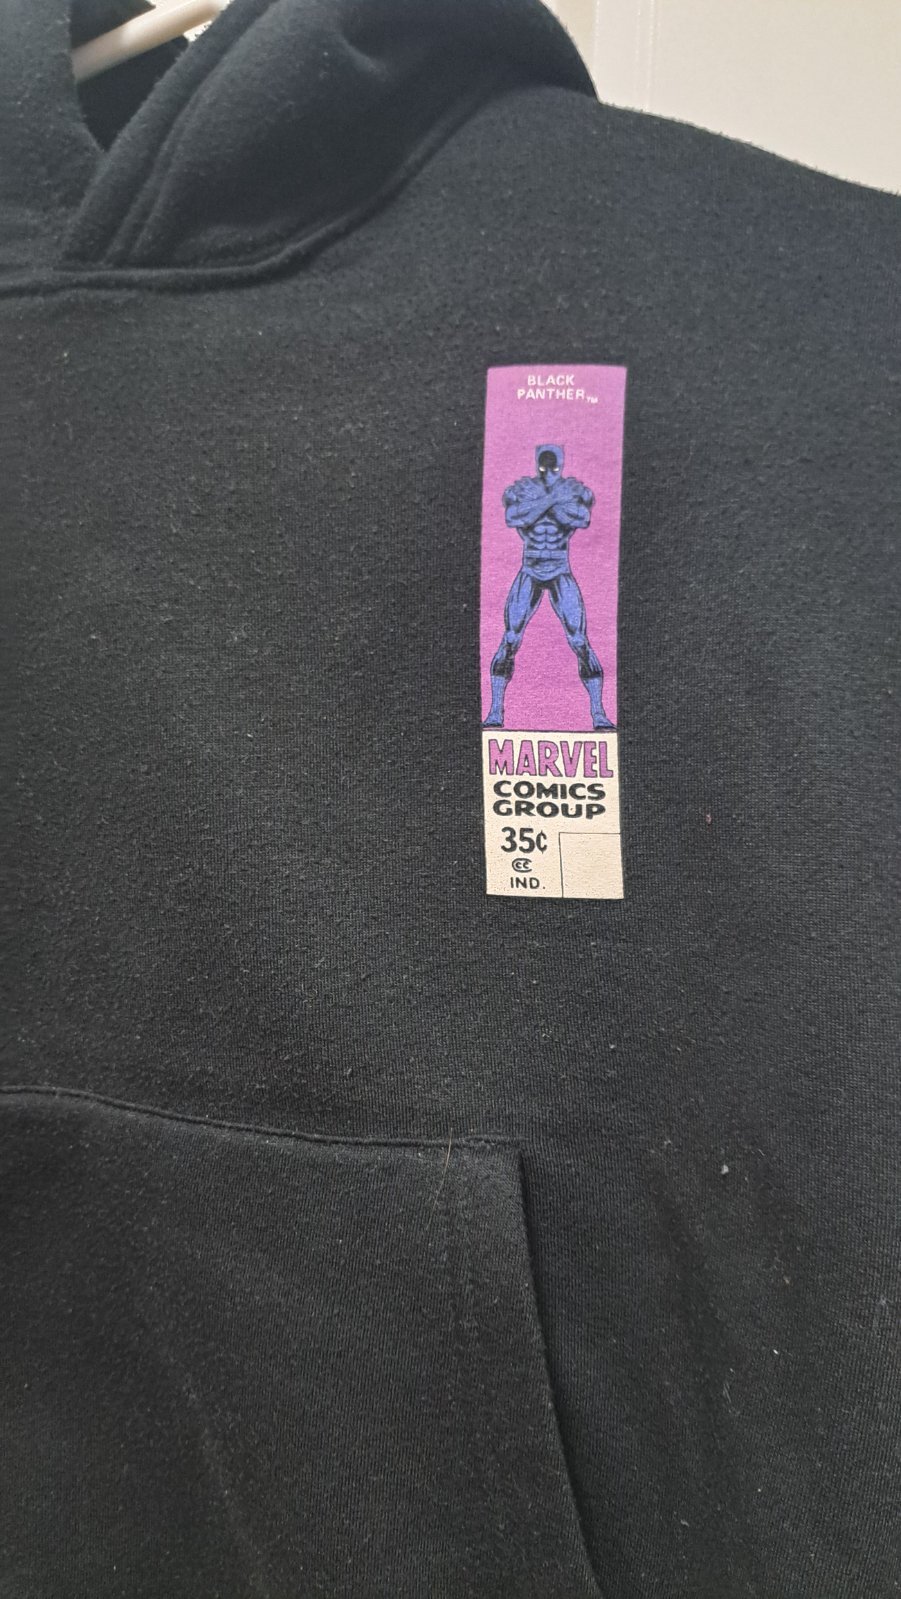 BLACK
PANTHER™
MARVEL
COMICS
GROUP
35¢
CC
IND.